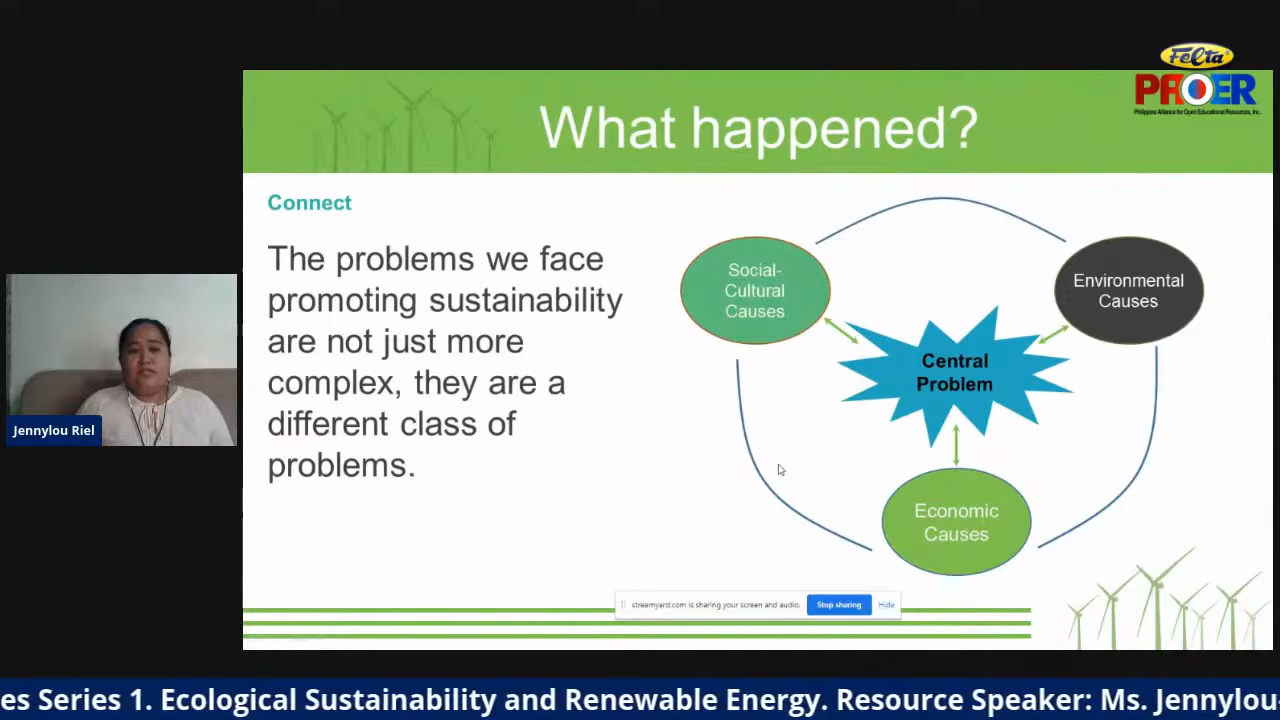 Felta
PAOER
Philippine Alliance for Open Educational Resources, Inc.
What happened?
Connect
The problems we face
promoting sustainability
are not just more
complex, they are a
different class of
problems.
Social-
Cultural
Causes
Environmental
Causes
Central
Problem
Economic
Causes
Jennylou Riel
streamyard.com is sharing your screen and audio.
Stop sharing
Hide
es Series 1. Ecological Sustainability and Renewable Energy. Resource Speaker: Ms. Jennylou